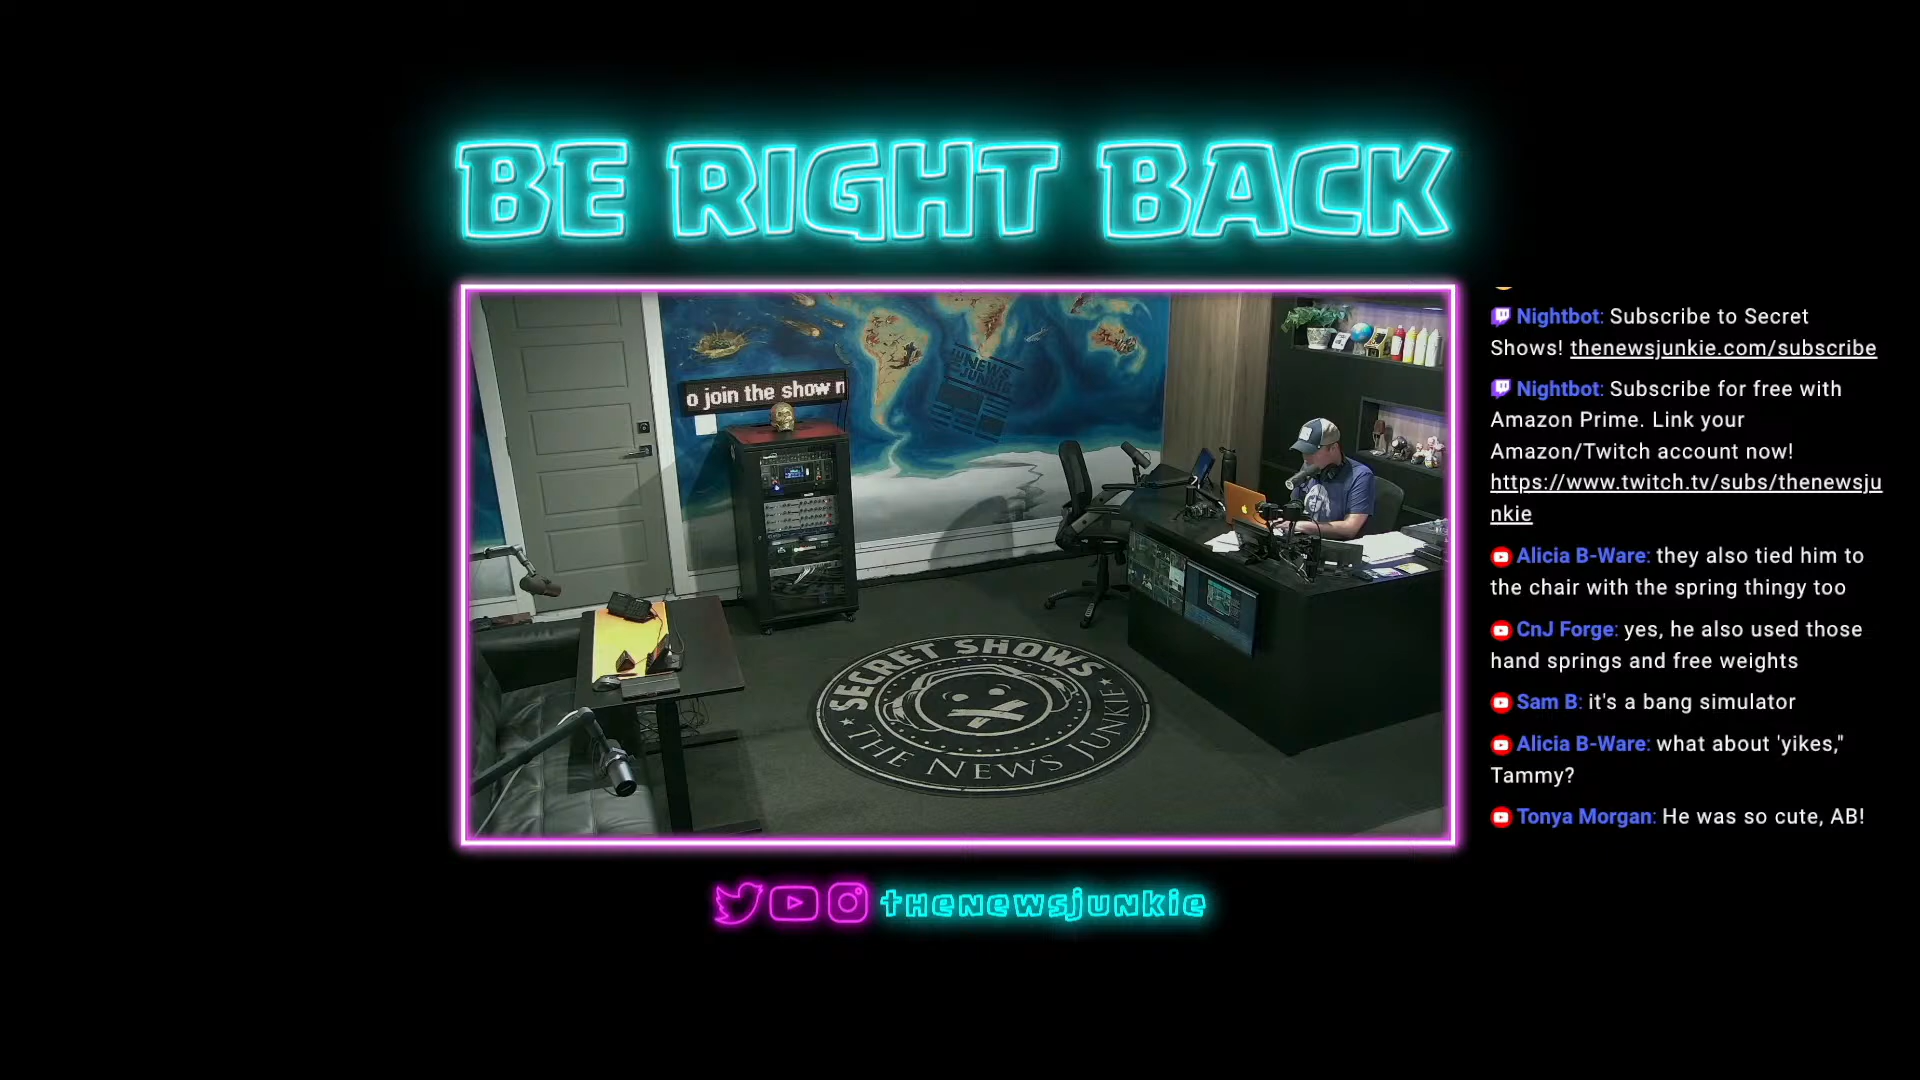 BE RIGHT BACK
o join the show
THE NEWS JUNKIE
SECRET SHOWS
THE NEWS JUNKIE
Nightbot: Subscribe to Secret
Shows! thenewsjunkie.com/subscribe
Nightbot: Subscribe for free with
Amazon Prime. Link your
Amazon/Twitch account now!
https://www.twitch.tv/subs/thenewsju
nkie
Alicia B-Ware: they also tied him to
the chair with the spring thingy too
CnJ Forge: yes, he also used those
hand springs and free weights
Sam B: it's a bang simulator
Alicia B-Ware: what about 'yikes,"
Tammy?
Tonya Morgan: He was so cute, AB!
thenewsjunkie